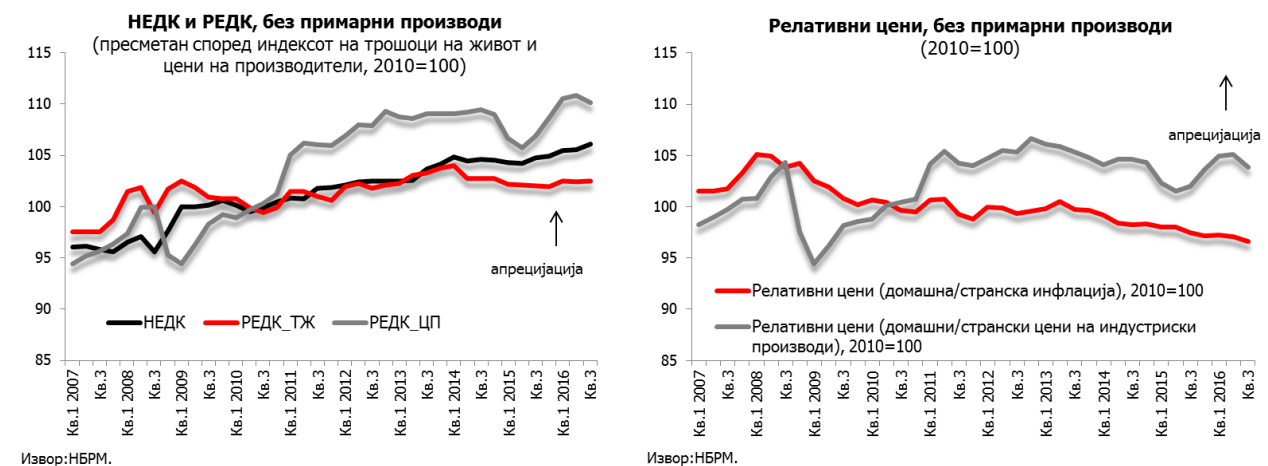 НЕДК и РЕДК, без примарни производи
(пресметан според индексот на трошоци на живот и
цени на производители, 2010=100)
115
110
105
100
95
90
85
апрецијација
НЕДК
РЕДК_ТЖ
РЕДК_ЦП
Кв.1 2007
Кв.3
Кв.1 2008
Кв.3
Кв.1 2009
Кв.3
Кв.1 2010
Кв.3
Кв.1 2011
Кв.3
Кв.1 2012
Кв.3
Кв.1 2013
Кв.3
Кв.1 2014
Кв.3
Кв.1 2015
Кв.3
Кв.1 2016
Кв.3
Извор:НБРМ.
Релативни цени, без примарни производи
(2010=100)
115
110
105
100
95
90
85
апрецијација
Релативни цени (домашна/странска инфлација), 2010=100
Релативни цени (домашни/странски цени на индустриски
производи), 2010=100
Кв.1 2007
Кв.3
Кв.1 2008
Кв.3
Кв.1 2009
Кв.3
Кв.1 2010
Кв.3
Кв.1 2011
Кв.3
Кв.1 2012
Кв.3
Кв.1 2013
Кв.3
Кв.1 2014
Кв.3
Кв.1 2015
Кв.3
Кв.1 2016
Кв.3
Извор:НБРМ.